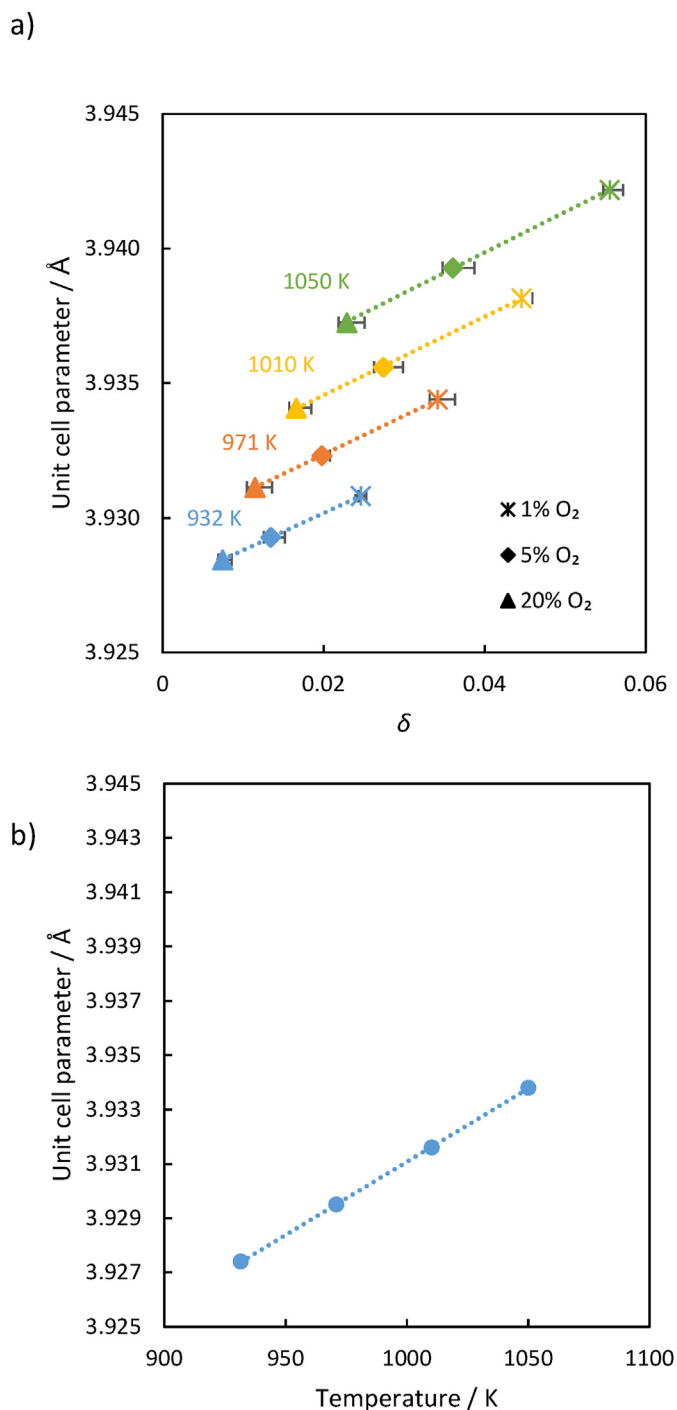 a)
3.945
3.940
3.935
3.930
3.925
Unit cell parameter / Å
1050 K
1010 K
971 K
932 K
1% O₂
5% O₂
20% O₂
0 0.02 0.04 0.06
δ
b)
3.945
3.943
3.941
3.939
3.937
3.935
3.933
3.931
3.929
3.927
3.925
Unit cell parameter / Å
900 950 1000 1050 1100
Temperature / K